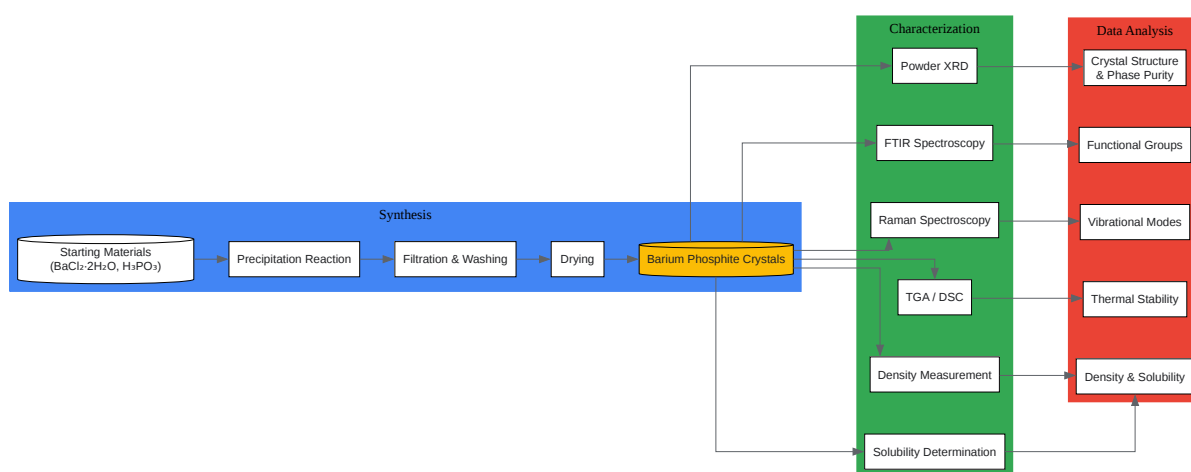 Synthesis
Starting Materials
(BaCl₂·2H₂O, H₃PO₃)
Precipitation Reaction
Filtration & Washing
Drying
Barium Phosphite Crystals
Characterization
Powder XRD
FTIR Spectroscopy
Raman Spectroscopy
TGA / DSC
Density Measurement
Solubility Determination
Data Analysis
Crystal Structure
& Phase Purity
Functional Groups
Vibrational Modes
Thermal Stability
Density & Solubility